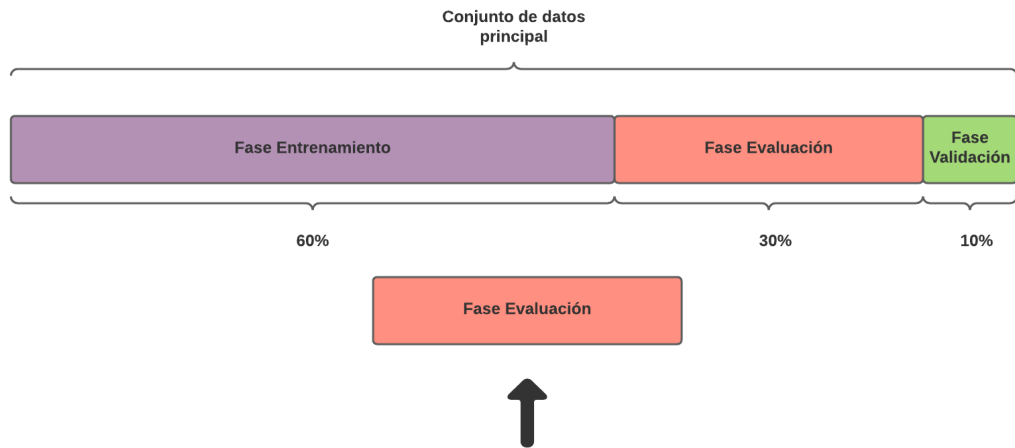 Conjunto de datos
principal
Fase Entrenamiento
Fase Evaluación
Fase
Validación
60%
30%
10%
Fase Evaluación